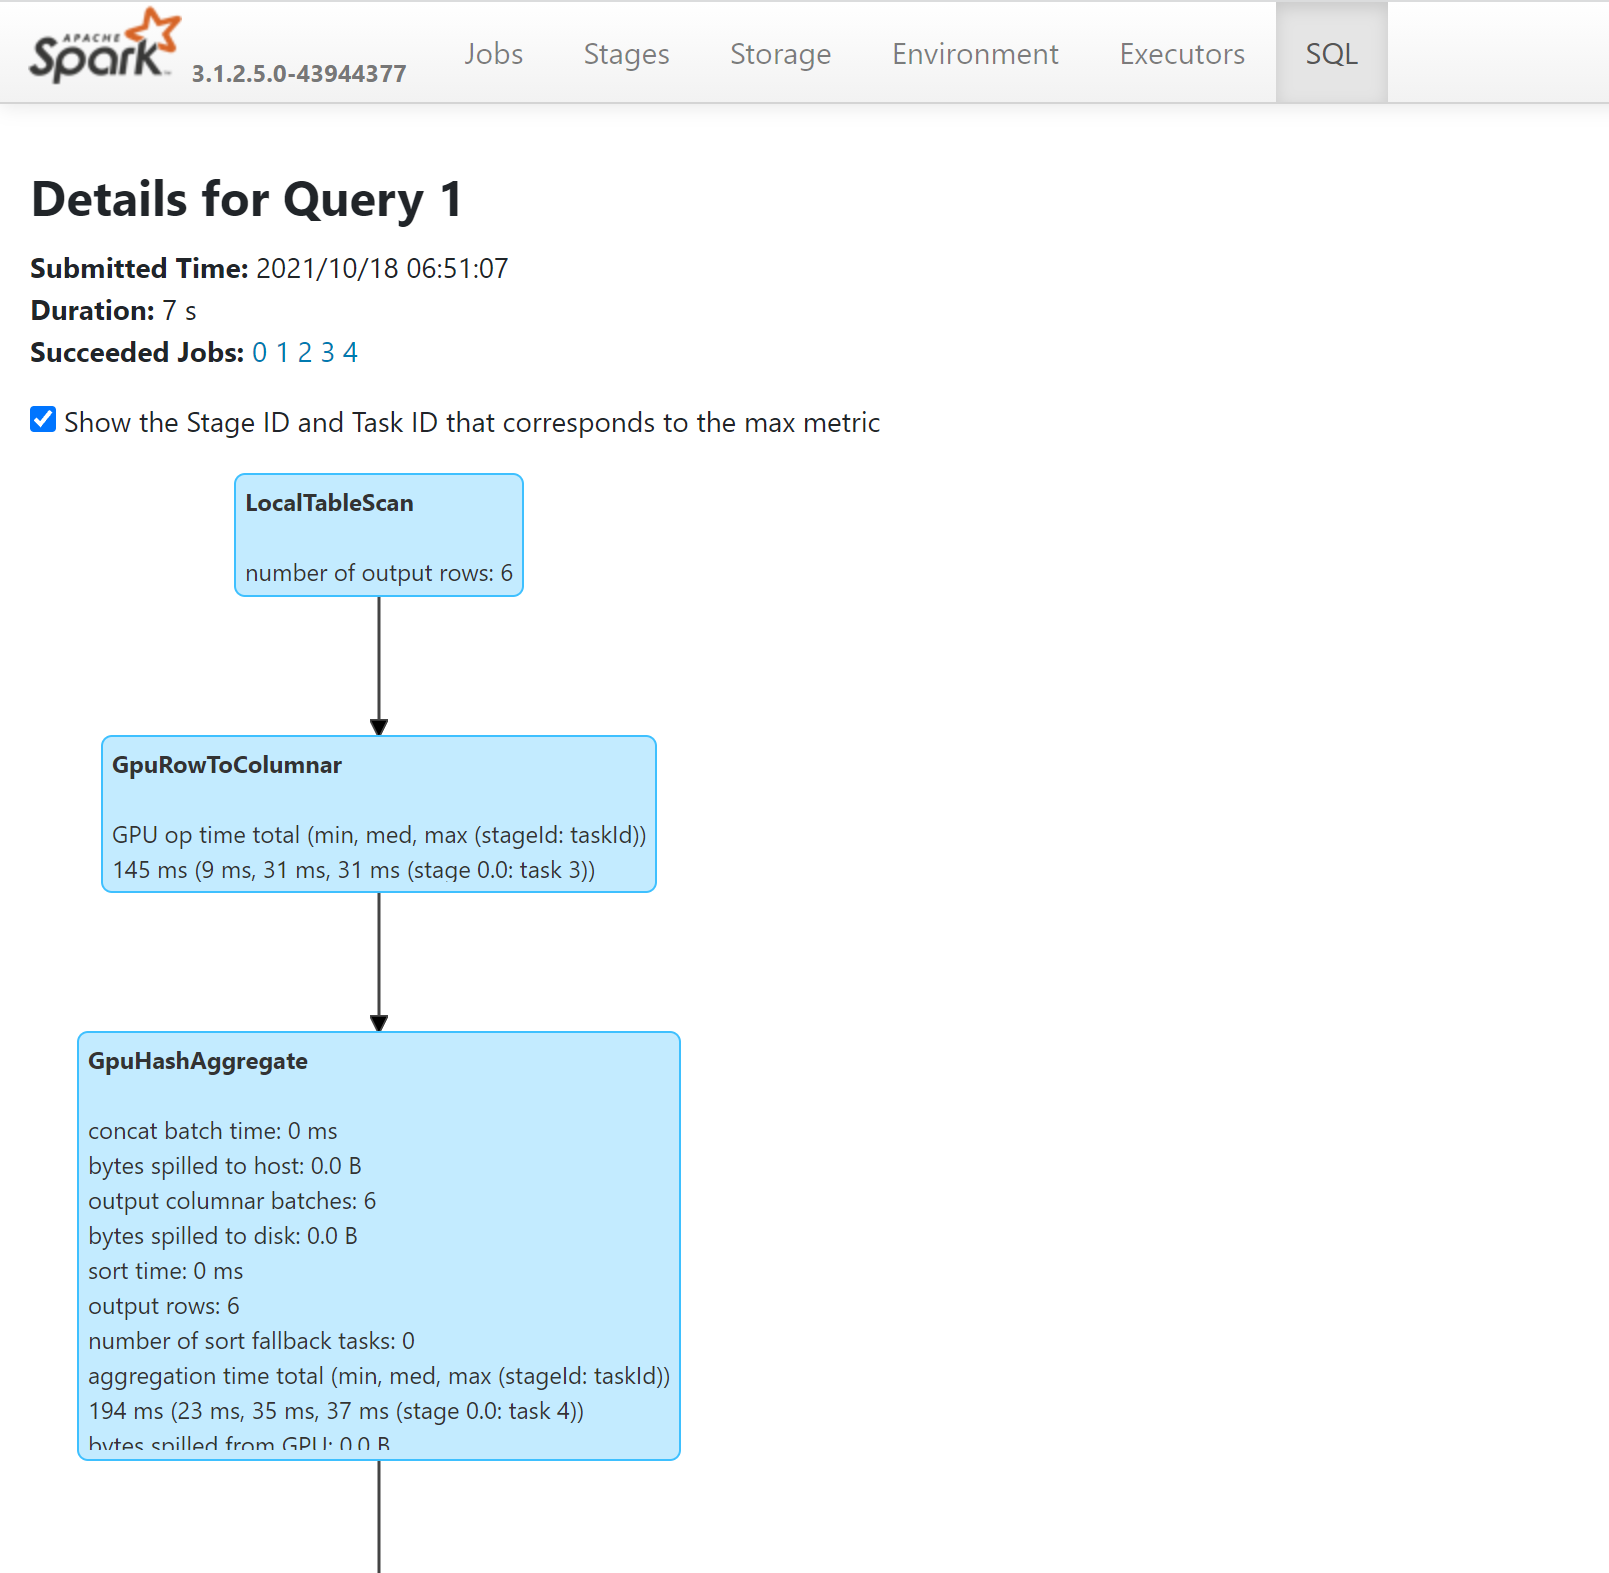 APACHE
Spark™ 3.1.2.5.0-43944377
Jobs Stages Storage Environment Executors SQL
Details for Query 1
Submitted Time: 2021/10/18 06:51:07
Duration: 7 s
Succeeded Jobs: 0 1 2 3 4
Show the Stage ID and Task ID that corresponds to the max metric
LocalTableScan
number of output rows: 6
GpuRowToColumnar
GPU op time total (min, med, max (stageId: taskId))
145 ms (9 ms, 31 ms, 31 ms (stage 0.0: task 3))
GpuHashAggregate
concat batch time: 0 ms
bytes spilled to host: 0.0 B
output columnar batches: 6
bytes spilled to disk: 0.0 B
sort time: 0 ms
output rows: 6
number of sort fallback tasks: 0
aggregation time total (min, med, max (stageId: taskId))
194 ms (23 ms, 35 ms, 37 ms (stage 0.0: task 4))
bytes spilled from GPU: 0.0 B